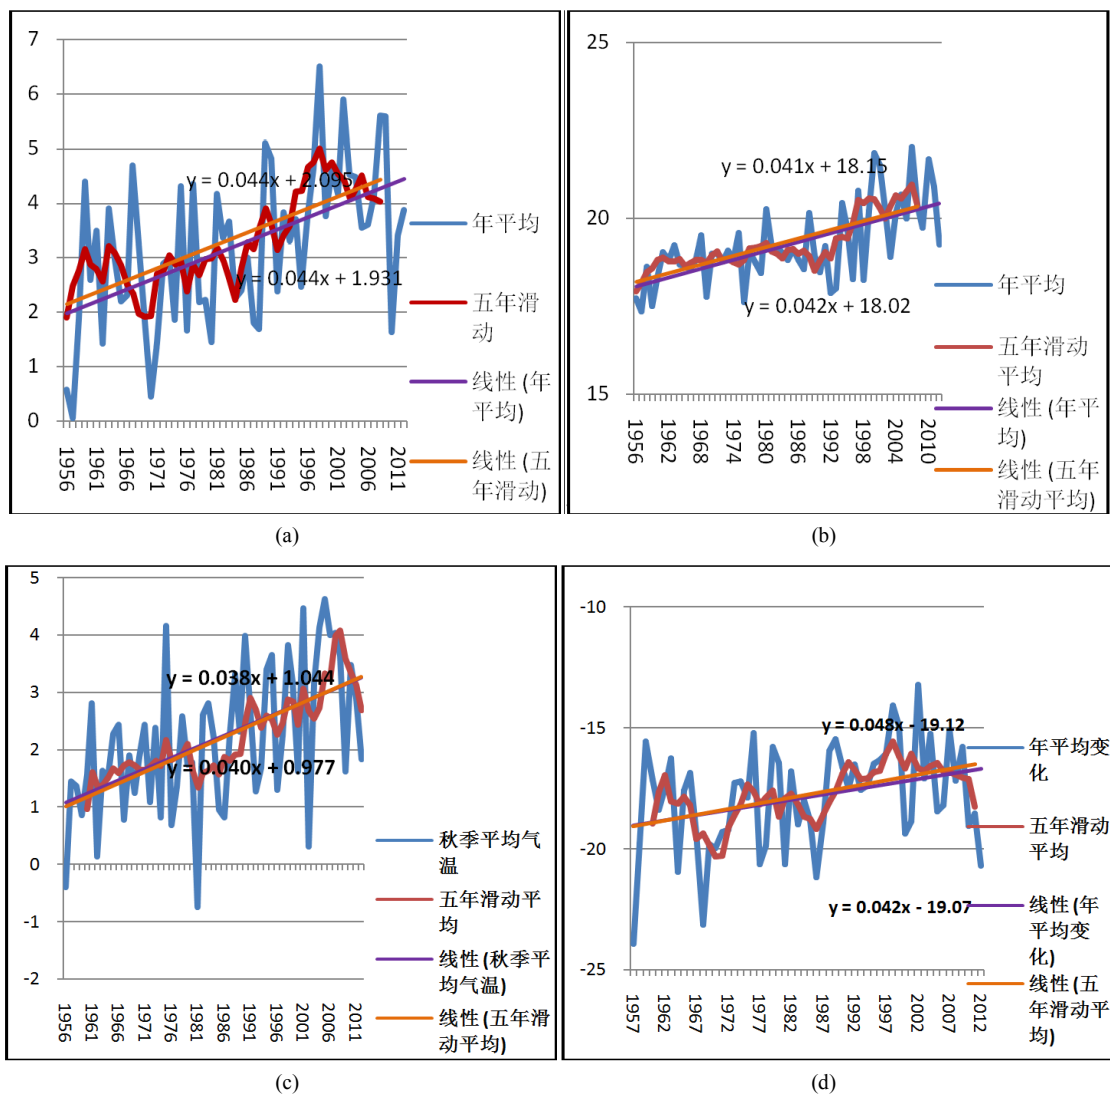 7
6
5
4
3
2
1
0
y = 0.044x + 2.095
y = 0.044x + 1.931
1956
1961
1966
1971
1976
1981
1986
1991
1996
2001
2006
2011
年平均
五年滑
动
线性 (年
平均)
线性 (五
年滑动)
(a)
25
20
15
y = 0.041x + 18.15
y = 0.042x + 18.02
1956
1962
1968
1974
1980
1986
1992
1998
2004
2010
年平均
五年滑动
平均
线性 (年平
均)
线性 (五年
滑动平均)
(b)
5
4
3
2
1
0
-1
-2
y = 0.038x + 1.044
y = 0.040x + 0.977
1956
1961
1966
1971
1976
1981
1986
1991
1996
2001
2006
2011
秋季平均气
温
五年滑动平
均
线性 (秋季平
均气温)
线性 (五年滑
动平均)
(c)
-10
-15
-20
-25
y = 0.048x - 19.12
y = 0.042x - 19.07
1957
1962
1967
1972
1977
1982
1987
1992
1997
2002
2007
2012
年平均变
化
五年滑动
平均
线性 (年
平均变
化)
线性 (五
年滑动平
均)
(d)